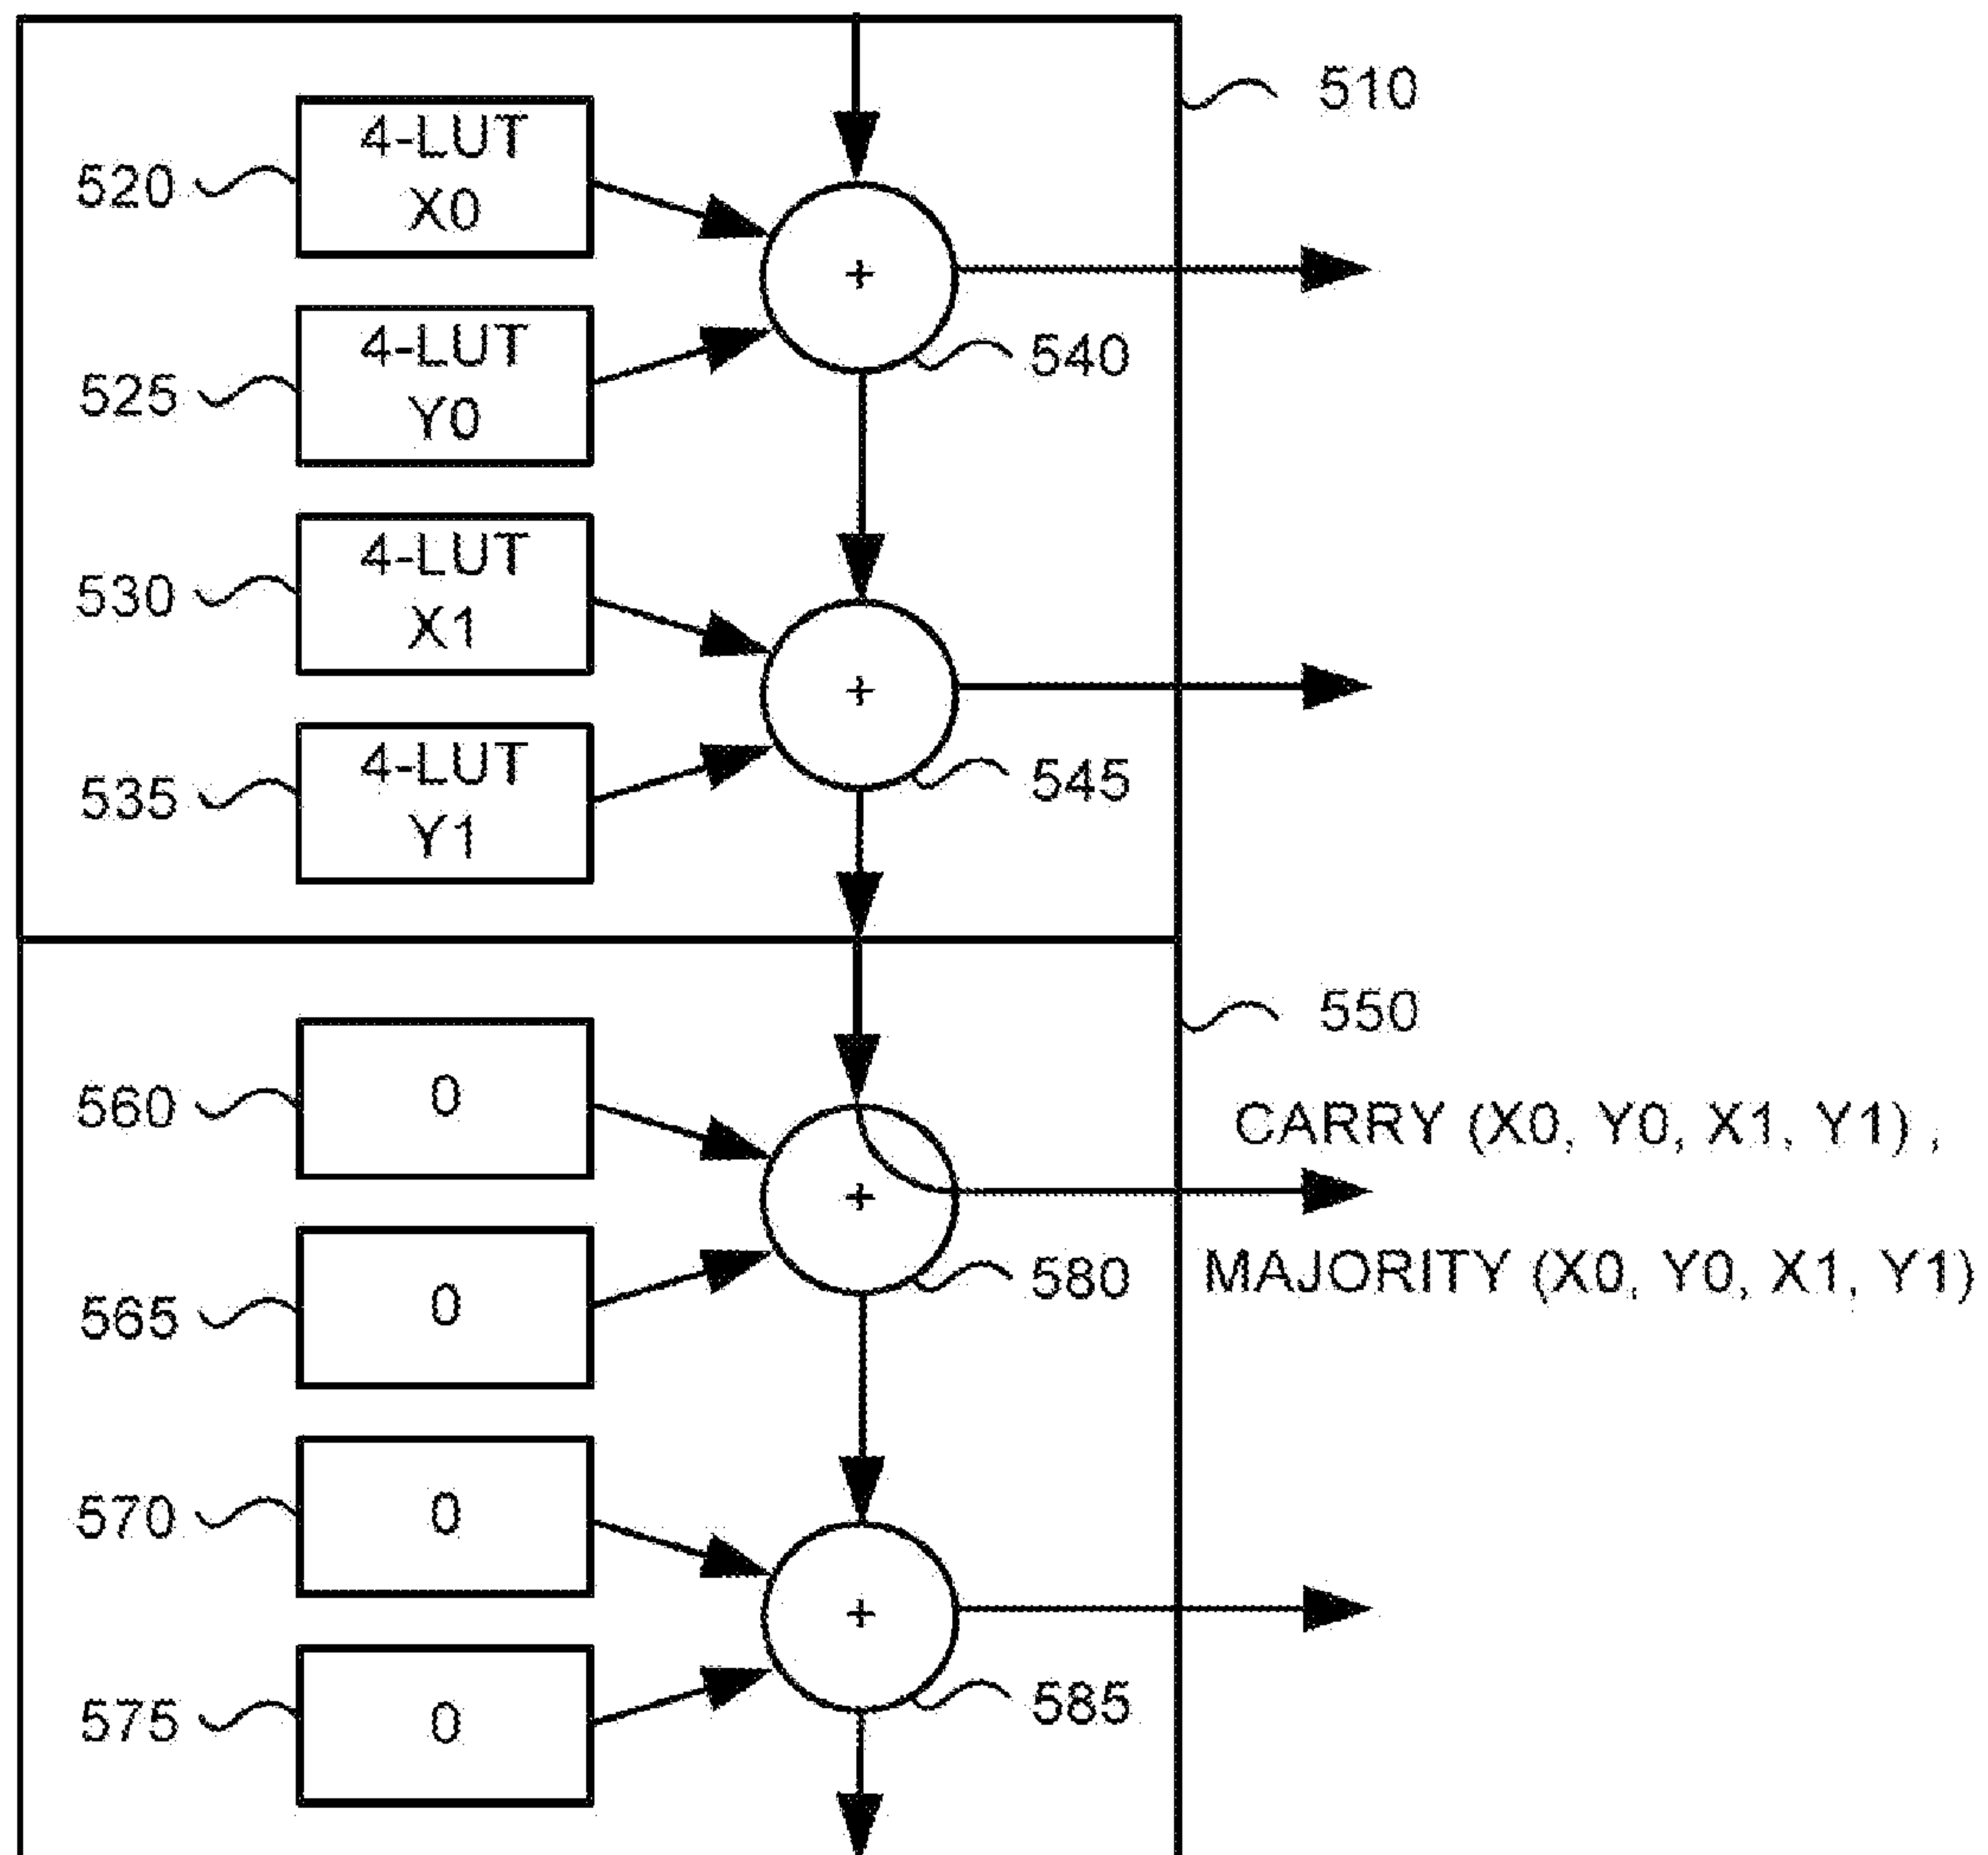 510
4-LUT
X0
520
+
4-LUT
Y0
525
540
4-LUT
X1
530
+
4-LUT
Y1
535
545
550
0
560
CARRY (X0, Y0, X1, Y1) ,
+
0
565
580
MAJORITY (X0, Y0, X1, Y1)
0
570
+
0
575
585